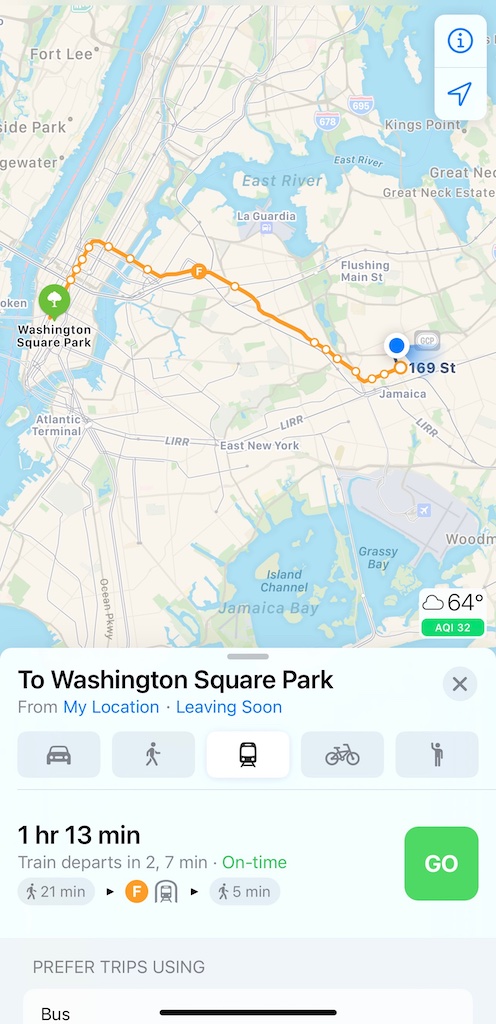 Fort Lee
695
678
side Park
Kings Point
gewater
East River
East River
Great Nec
Great Neck Estate
La Guardia
Flushing
Main St
F
oken
Washington
Square Park
GCP
169 St
Jamaica
Atlantic
Terminal
LIRR
LIRR
LIRR
East New York
Woodm
Grassy
Bay
Island
Channel
Jamaica Bay
Ocean Pkwy
64°
AQI 32
To Washington Square Park
From My Location · Leaving Soon
1 hr 13 min
Train departs in 2, 7 min · On-time
21 min ▸ F ▸ 5 min
GO
PREFER TRIPS USING
Bus